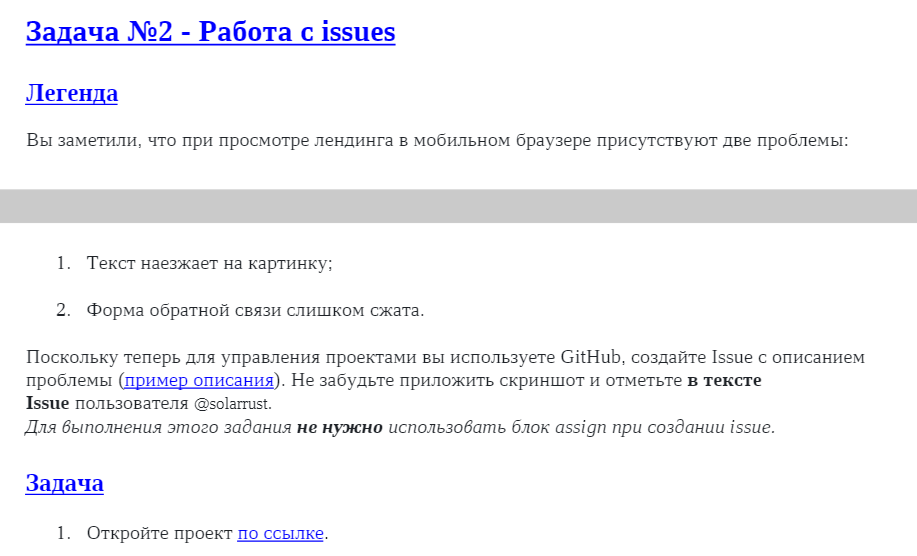 Задача №2 - Работа с issues
Легенда
Вы заметили, что при просмотре лендинга в мобильном браузере присутствуют две проблемы:
1. Текст наезжает на картинку;
2. Форма обратной связи слишком сжата.
Поскольку теперь для управления проектами вы используете GitHub, создайте Issue с описанием
проблемы (пример описания). Не забудьте приложить скриншот и отметьте в тексте
Issue пользователя @solarrust.
Для выполнения этого задания не нужно использовать блок assign при создании issue.
Задача
1. Откройте проект по ссылке.